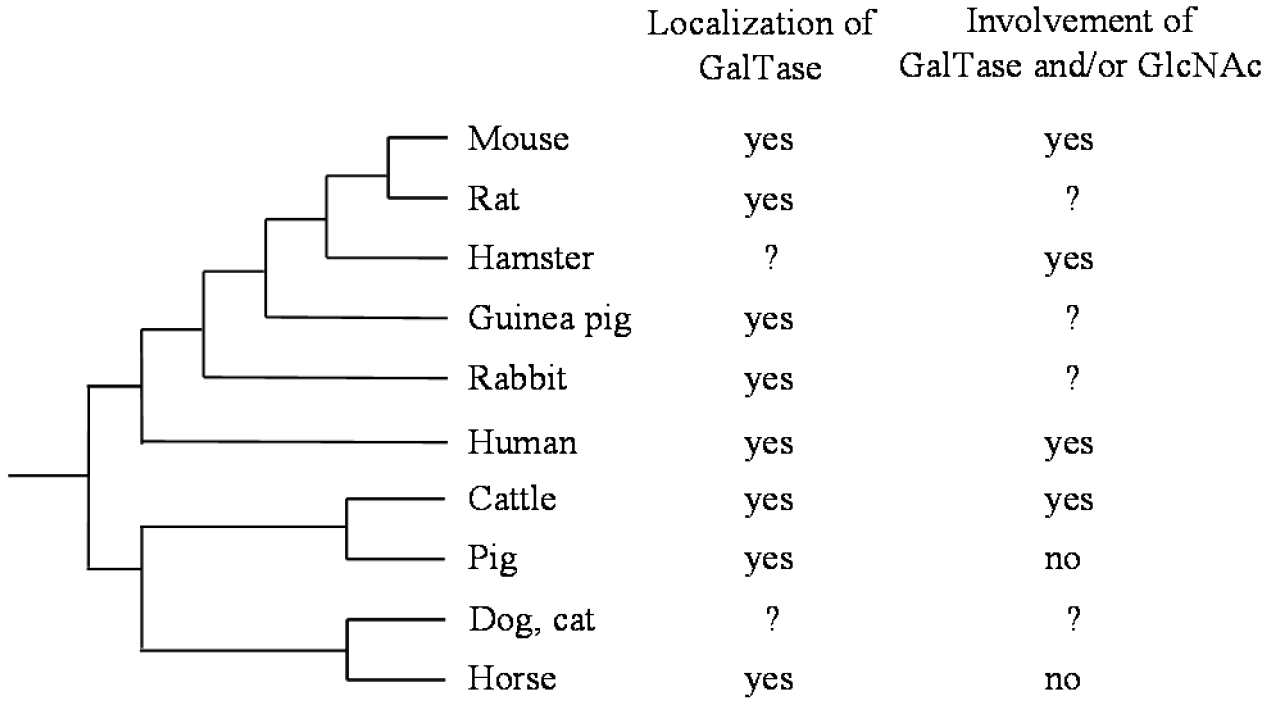 Localization of Involvement of
GalTase GalTase and/or GlcNAc
Mouse yes yes
Rat yes ?
Hamster ? yes
Guinea pig yes ?
Rabbit yes ?
Human yes yes
Cattle yes yes
Pig yes no
Dog, cat ? ?
Horse yes no